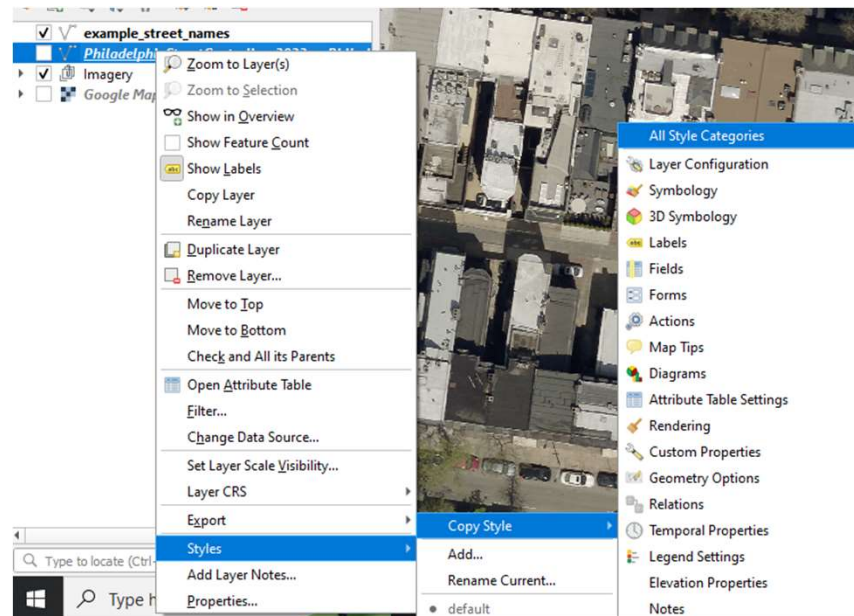 example_street_names
Imagery
Google Map
Zoom to Layer(s)
Zoom to Selection
Show in Overview
Show Feature Count
abc Show Labels
Copy Layer
Rename Layer
Duplicate Layer
Remove Layer...
Move to Top
Move to Bottom
Check and All its Parents
Open Attribute Table
Filter...
Change Data Source...
Set Layer Scale Visibility...
Layer CRS
Export
Styles
Add Layer Notes...
Properties...
Copy Style
Add...
Rename Current...
default
All Style Categories
Layer Configuration
Symbology
3D Symbology
abc Labels
Fields
Forms
Actions
Map Tips
Diagrams
Attribute Table Settings
Rendering
Custom Properties
Geometry Options
Relations
Temporal Properties
Legend Settings
Elevation Properties
Notes
Type to locate (Ctrl
Type h